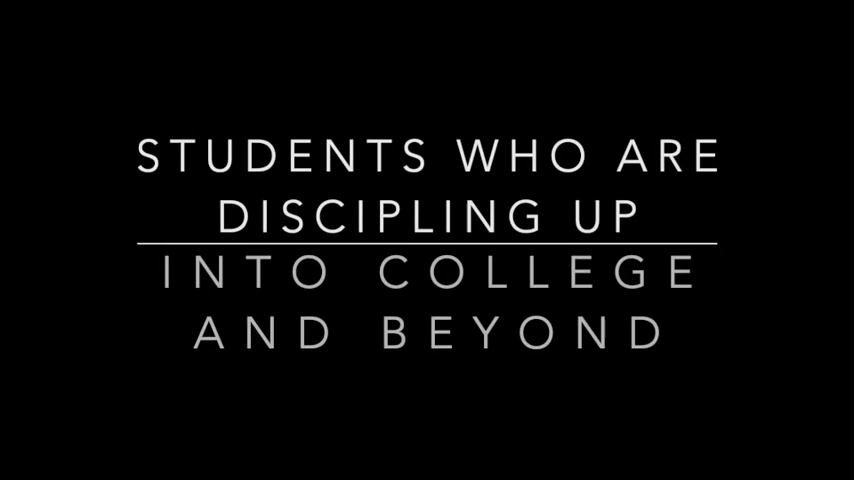 STUDENTS WHO ARE
DISCIPLING UP
INTO COLLEGE
AND BEYOND